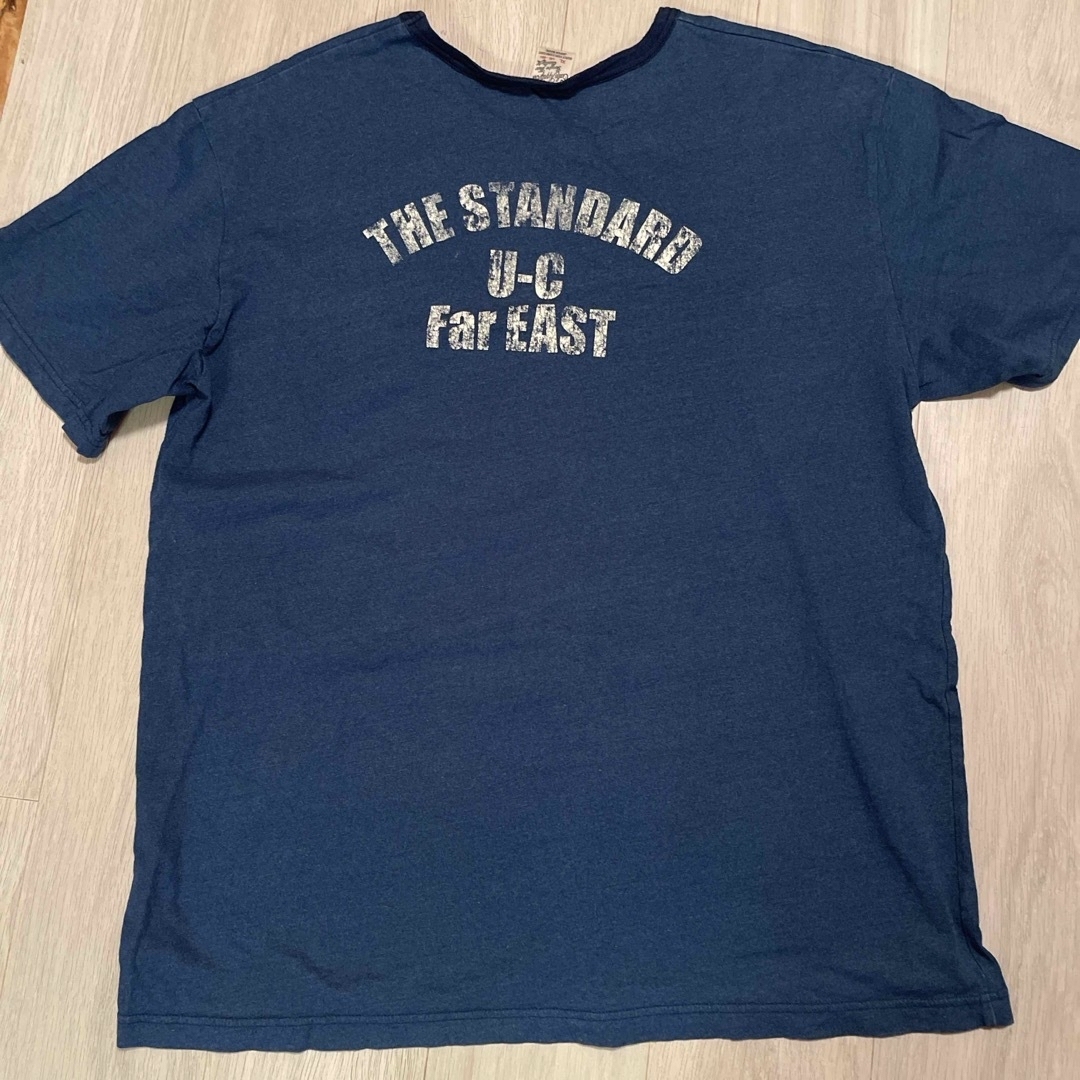 THE STANDARD
U-C
Far EAST